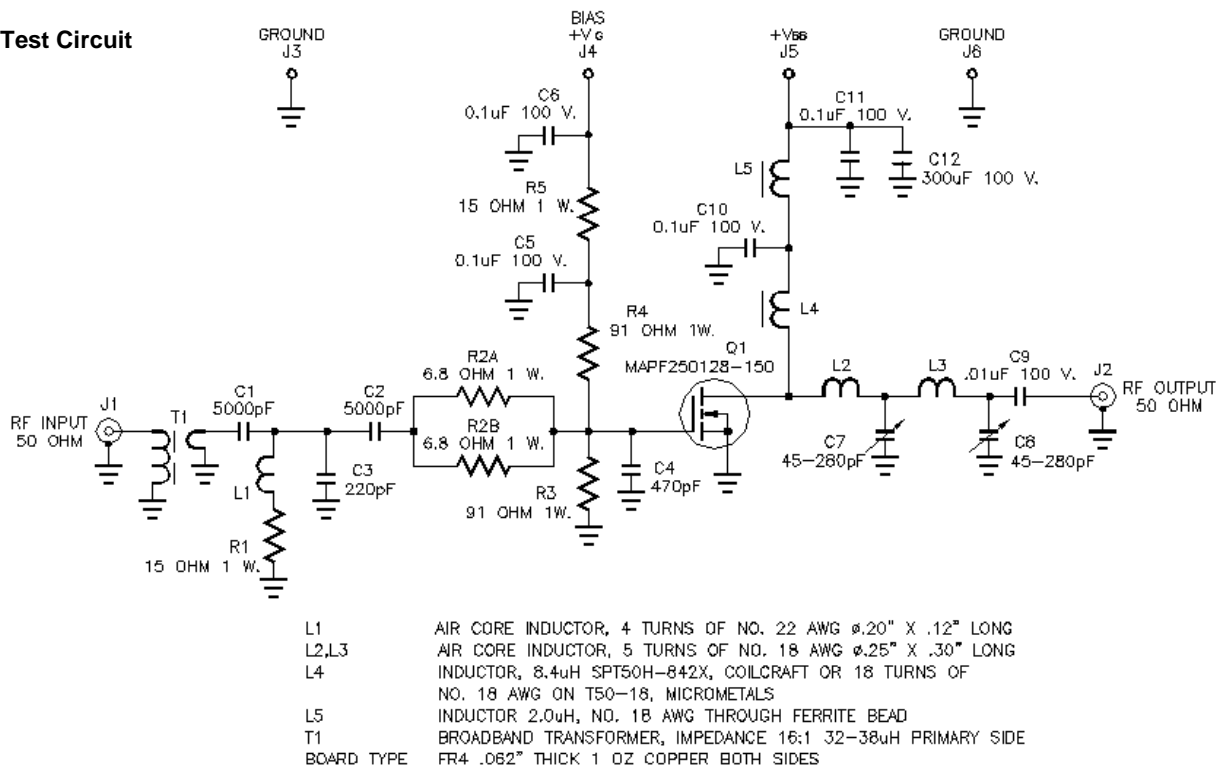 Test Circuit
GROUND
J3
BIAS
+VG
J4
J5
GROUND
J6
C6
0.1uF 100 V.
C11
0.1uF 100 V.
C12
300uF 100 V.
L5
R5
15 OHM 1 W.
C10
0.1uF 100 V.
C5
0.1uF 100 V.
R4
91 OHM 1W.
L4
Q1
MAPF250128-150
R2A
6.8 OHM 1 W.
L2
L3
C9
.01uF 100 V.
J2
RF OUTPUT
50 OHM
RF INPUT
50 OHM
J1
T1
C1
5000pF
C2
5000pF
R2B
6.8 OHM 1 W.
C7
45-280pF
C8
45-280pF
C3
220pF
C4
470pF
L1
R3
91 OHM 1W.
R1
15 OHM 1 W.
L1 AIR CORE INDUCTOR, 4 TURNS OF NO. 22 AWG ø.20" X .12" LONG
L2,L3 AIR CORE INDUCTOR, 5 TURNS OF NO. 18 AWG ø.25" X .30" LONG
L4 INDUCTOR, 8.4uH SPT50H-842X, COILCRAFT OR 18 TURNS OF
NO. 18 AWG ON T50-18, MICROMETALS
L5 INDUCTOR 2.0uH, NO. 18 AWG THROUGH FERRITE BEAD
T1 BROADBAND TRANSFORMER, IMPEDANCE 16:1 32-38uH PRIMARY SIDE
BOARD TYPE FR4 .062" THICK 1 OZ COPPER BOTH SIDES